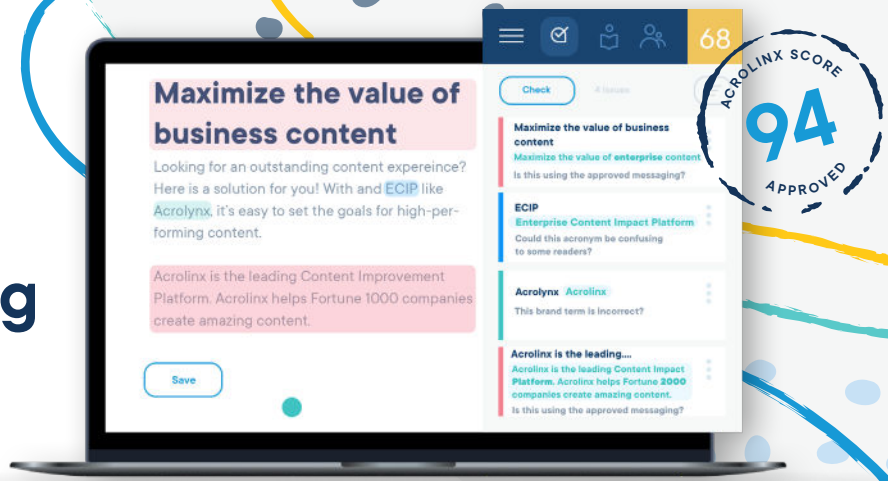 g
Maximize the value of
business content
Looking for an outstanding content expereince?
Here is a solution for you! With and ECIP like
Acrolynx, it's easy to set the goals for high-per-
forming content.
Acrolinx is the leading Content Improvement
Platform. Acrolinx helps Fortune 1000 companies
create amazing content.
Save
68
Check
4 issues
Maximize the value of business
content
Maximize the value of enterprise content
Is this using the approved messaging?
ECIP
Enterprise Content Impact Platform
Could this acronym be confusing
to some readers?
Acrolynx Acrolinx
This brand term is incorrect?
Acrolinx is the leading....
Acrolinx is the leading Content Impact
Platform. Acrolinx helps Fortune 2000
companies create amazing content.
Is this using the approved messaging?
ACROLINX SCORE
94
APPROVED